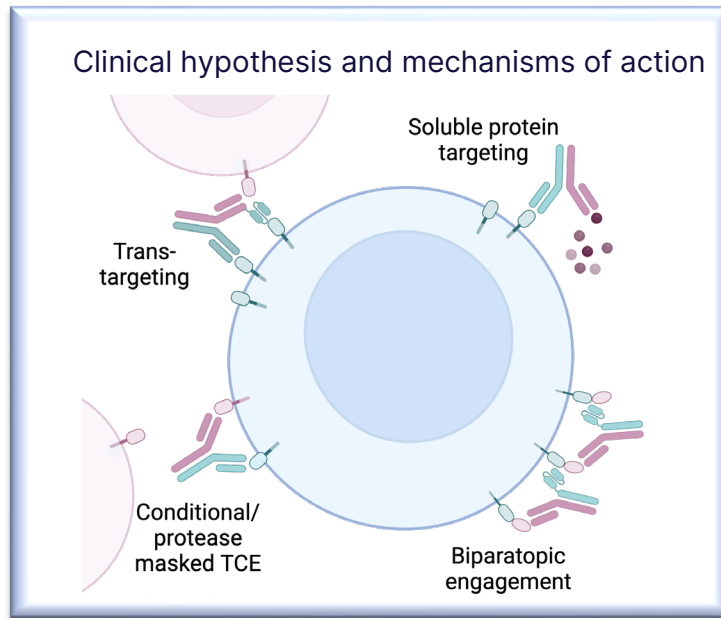 Clinical hypothesis and mechanisms of action
Soluble protein
targeting
Trans-
targeting
Conditional/
protease
masked TCE
Biparatopic
engagement